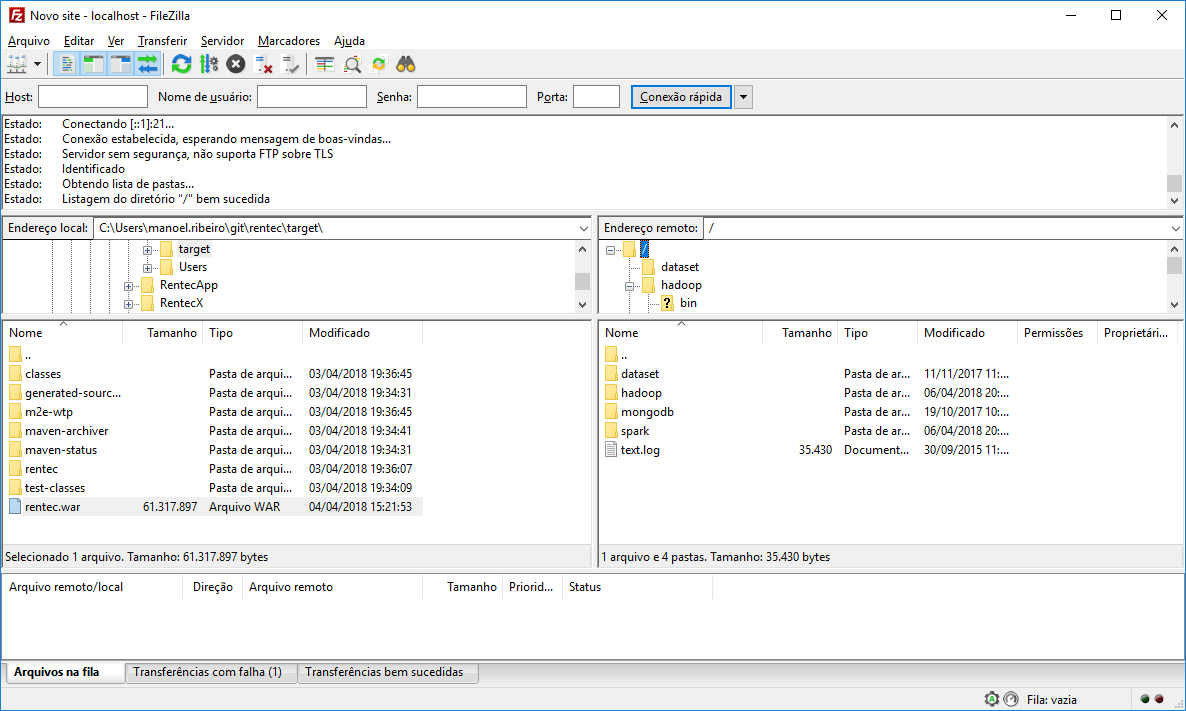 Novo site - localhost - FileZilla
Arquivo Editar Ver Transferir Servidor Marcadores Ajuda
Host: Nome de usuário: Senha: Porta: Conexão rápida
Estado: Conectando [::1]:21...
Estado: Conexão estabelecida, esperando mensagem de boas-vindas...
Estado: Servidor sem segurança, não suporta FTP sobre TLS
Estado: Identificado
Estado: Obtendo lista de pastas...
Estado: Listagem do diretório "/" bem sucedida
Endereço local: C:\Users\manoel.ribeiro\git\rentec\target\
target
Users
RentecApp
RentecX
Endereço remoto: /
/
dataset
hadoop
? bin
Nome Tamanho Tipo Modificado
..
classes Pasta de arqui... 03/04/2018 19:36:45
generated-sourc... Pasta de arqui... 03/04/2018 19:34:31
m2e-wtp Pasta de arqui... 03/04/2018 19:36:45
maven-archiver Pasta de arqui... 03/04/2018 19:34:41
maven-status Pasta de arqui... 03/04/2018 19:34:31
rentec Pasta de arqui... 03/04/2018 19:36:07
test-classes Pasta de arqui... 03/04/2018 19:34:09
rentec.war 61.317.897 Arquivo WAR 04/04/2018 15:21:53
Selecionado 1 arquivo. Tamanho: 61.317.897 bytes
Nome Tamanho Tipo Modificado Permissões Proprietári...
..
dataset Pasta de ar... 11/11/2017 11:...
hadoop Pasta de ar... 06/04/2018 20:...
mongodb Pasta de ar... 19/10/2017 10:...
spark Pasta de ar... 06/04/2018 20:...
text.log 35.430 Document... 30/09/2015 11:...
1 arquivo e 4 pastas. Tamanho: 35.430 bytes
Arquivo remoto/local Direção Arquivo remoto Tamanho Priorid... Status
Arquivos na fila Transferências com falha (1) Transferências bem sucedidas
Fila: vazia